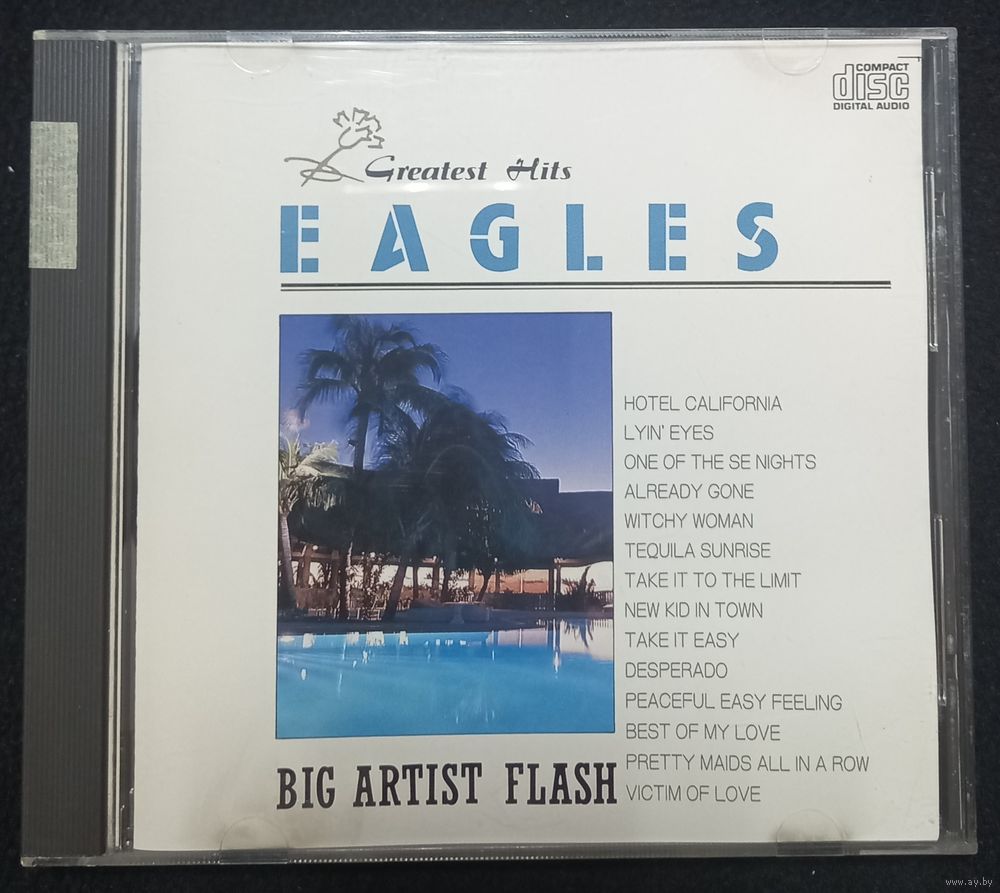 COMPACT
disc
DIGITAL AUDIO
Greatest Hits
EAGLES
HOTEL CALIFORNIA
LYIN' EYES
ONE OF THE SE NIGHTS
ALREADY GONE
WITCHY WOMAN
TEQUILA SUNRISE
TAKE IT TO THE LIMIT
NEW KID IN TOWN
TAKE IT EASY
DESPERADO
PEACEFUL EASY FEELING
BEST OF MY LOVE
PRETTY MAIDS ALL IN A ROW
VICTIM OF LOVE
BIG ARTIST FLASH
www.ay.by